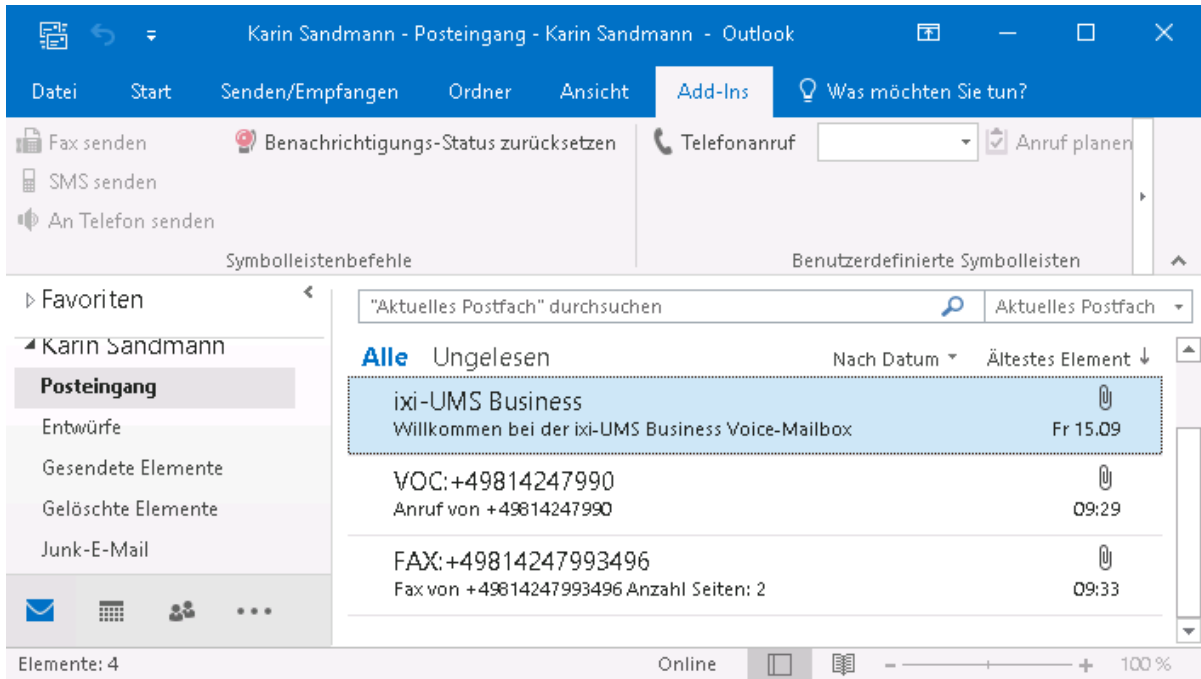 Karin Sandmann - Posteingang - Karin Sandmann - Outlook
Datei Start Senden/Empfangen Ordner Ansicht Add-Ins Was möchten Sie tun?
Fax senden Benachrichtigungs-Status zurücksetzen Telefonanruf Anruf planen
SMS senden
An Telefon senden
Symbolleistenbefehle Benutzerdefinierte Symbolleisten
Favoriten
"Aktuelles Postfach" durchsuchen Aktuelles Postfach
Karin Sandmann
Alle Ungelesen Nach Datum Ältestes Element
Posteingang
ixi-UMS Business
Willkommen bei der ixi-UMS Business Voice-Mailbox Fr 15.09
Entwürfe
Gesendete Elemente
VOC:+49814247990
Anruf von +49814247990 09:29
Gelöschte Elemente
Junk-E-Mail
FAX:+49814247993496
Fax von +49814247993496 Anzahl Seiten: 2 09:33
Elemente: 4 Online 100 %